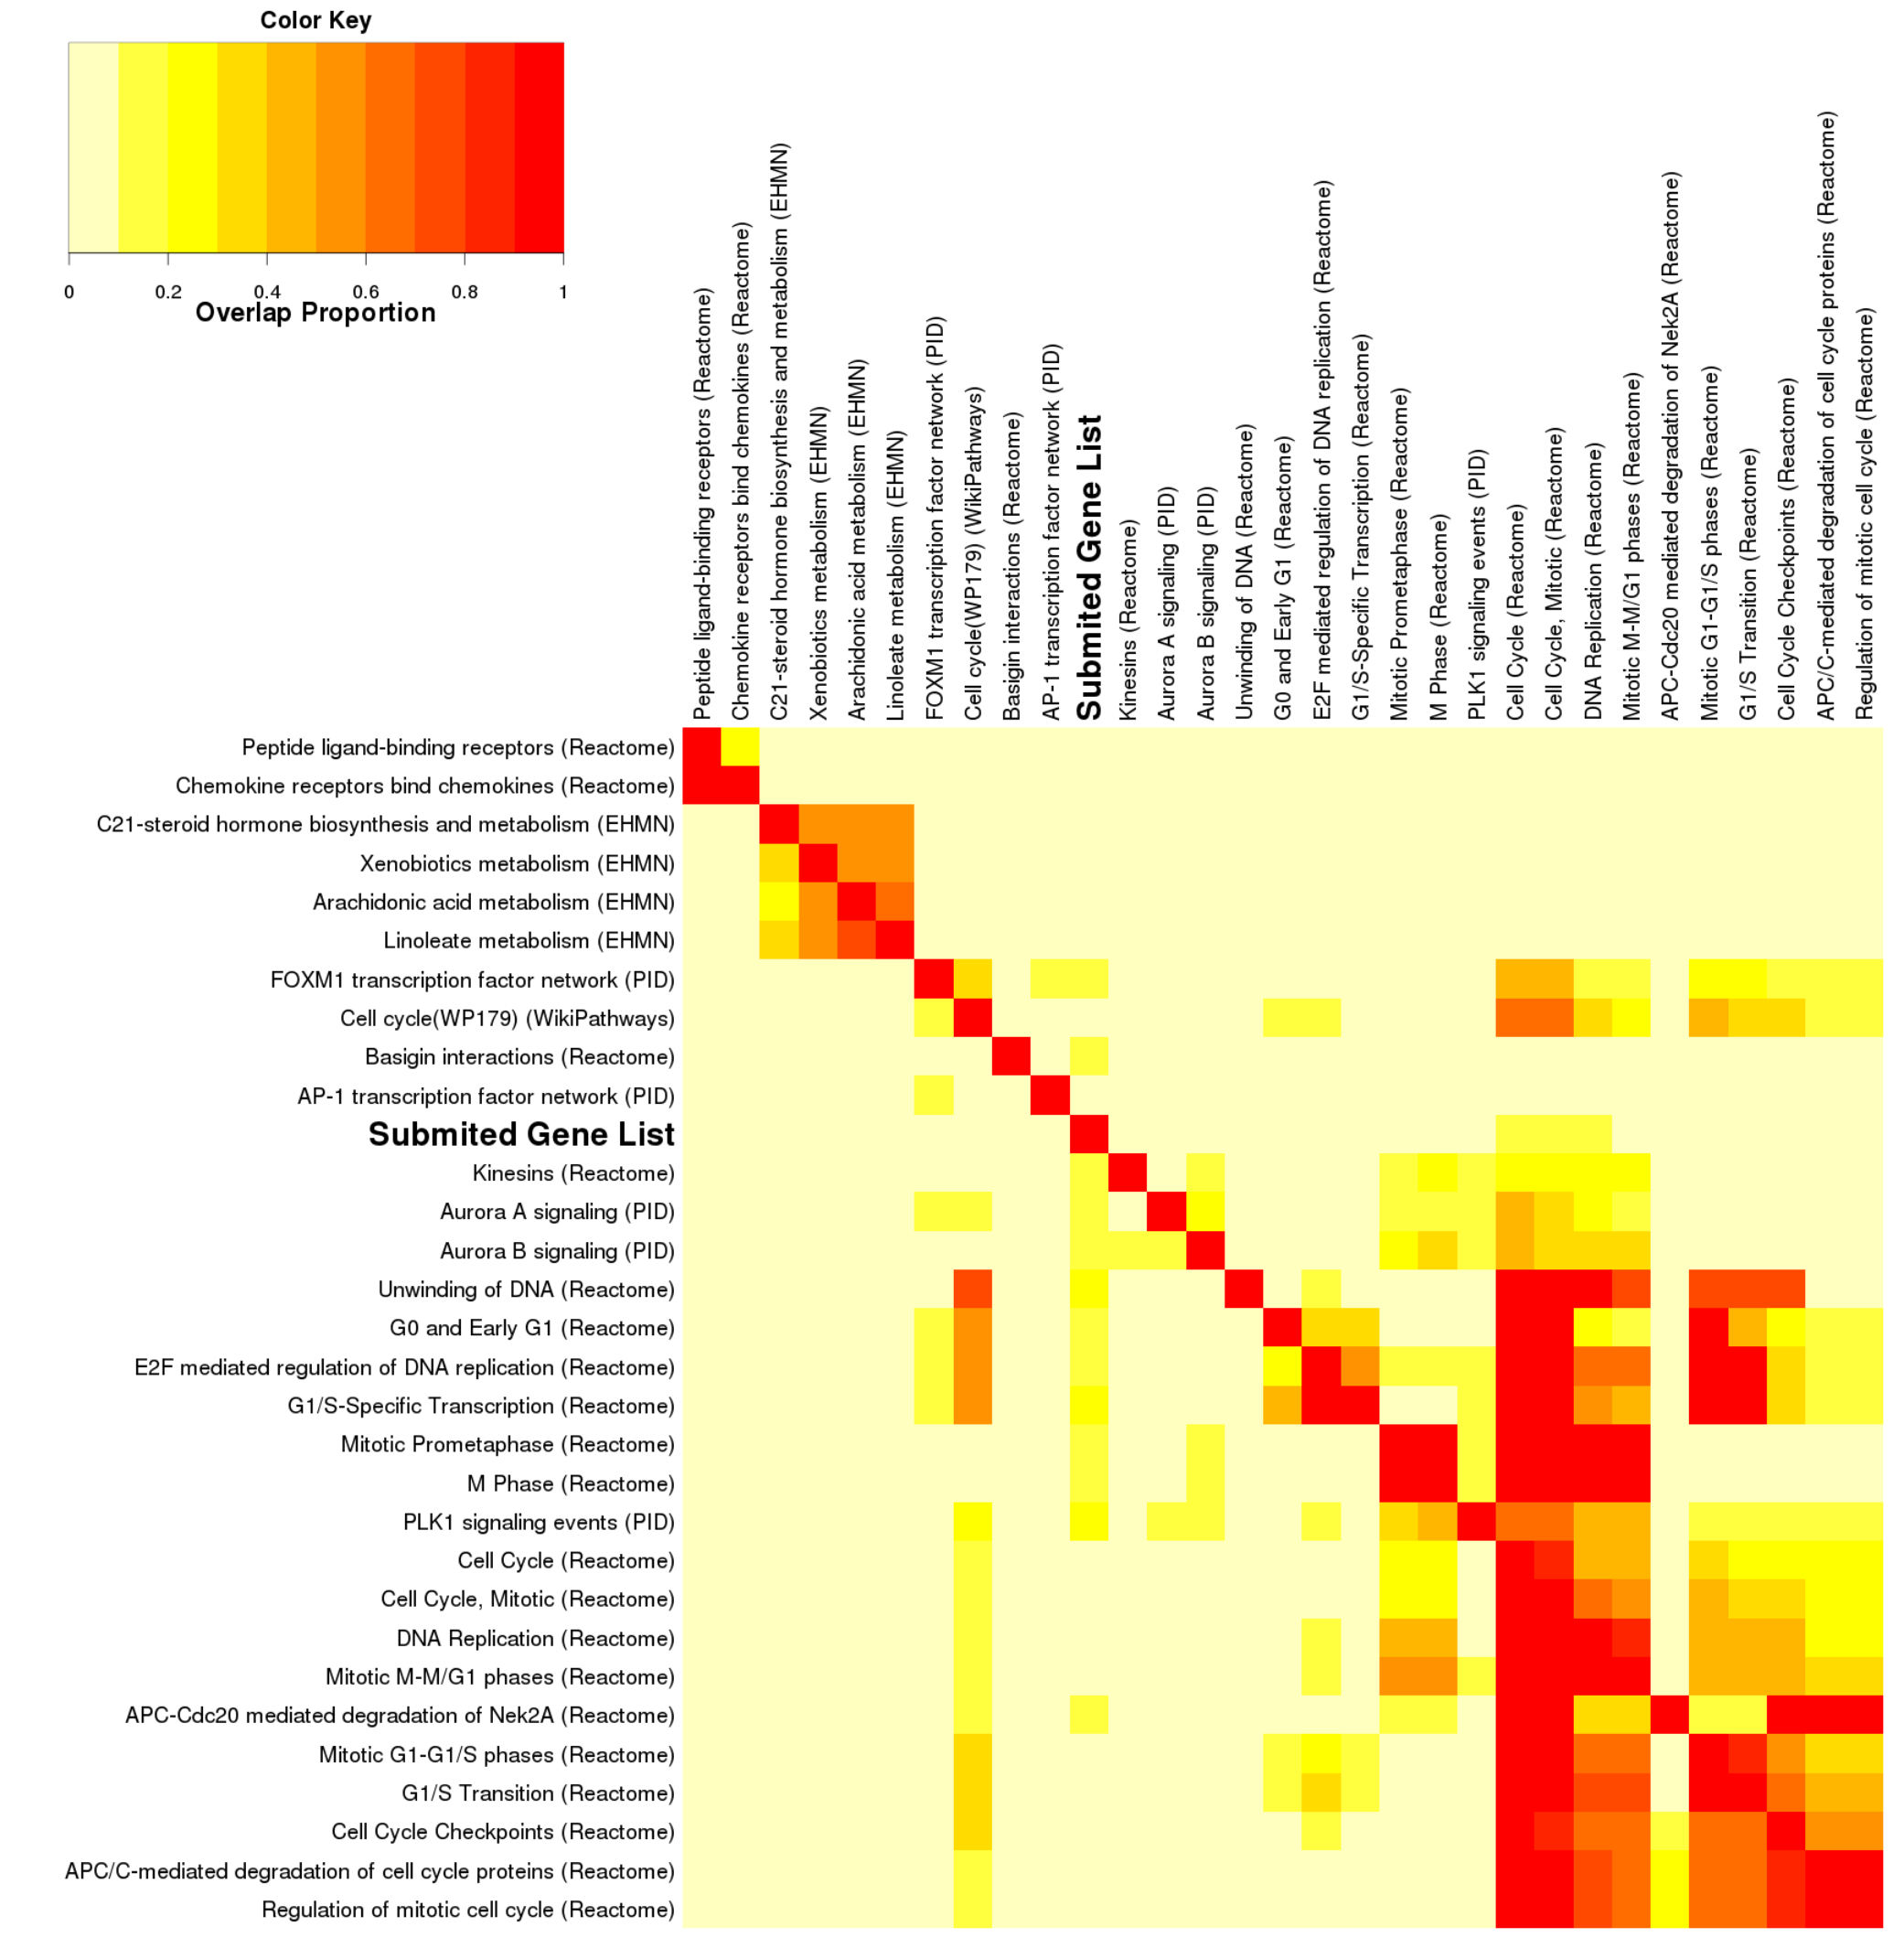 Color Key
0 0.2 0.4 0.6 0.8 1
Overlap Proportion
Peptide ligand-binding receptors (Reactome)
Chemokine receptors bind chemokines (Reactome)
C21-steroid hormone biosynthesis and metabolism (EHMN)
Xenobiotics metabolism (EHMN)
Arachidonic acid metabolism (EHMN)
Linoleate metabolism (EHMN)
FOXM1 transcription factor network (PID)
Cell cycle(WP179) (WikiPathways)
Basigin interactions (Reactome)
AP-1 transcription factor network (PID)
Submited Gene List
Kinesins (Reactome)
Aurora A signaling (PID)
Aurora B signaling (PID)
Unwinding of DNA (Reactome)
G0 and Early G1 (Reactome)
E2F mediated regulation of DNA replication (Reactome)
G1/S-Specific Transcription (Reactome)
Mitotic Prometaphase (Reactome)
M Phase (Reactome)
PLK1 signaling events (PID)
Cell Cycle (Reactome)
Cell Cycle, Mitotic (Reactome)
DNA Replication (Reactome)
Mitotic M-M/G1 phases (Reactome)
APC-Cdc20 mediated degradation of Nek2A (Reactome)
Mitotic G1-G1/S phases (Reactome)
G1/S Transition (Reactome)
Cell Cycle Checkpoints (Reactome)
APC/C-mediated degradation of cell cycle proteins (Reactome)
Regulation of mitotic cell cycle (Reactome)
Peptide ligand-binding receptors (Reactome)
Chemokine receptors bind chemokines (Reactome)
C21-steroid hormone biosynthesis and metabolism (EHMN)
Xenobiotics metabolism (EHMN)
Arachidonic acid metabolism (EHMN)
Linoleate metabolism (EHMN)
FOXM1 transcription factor network (PID)
Cell cycle(WP179) (WikiPathways)
Basigin interactions (Reactome)
AP-1 transcription factor network (PID)
Submited Gene List
Kinesins (Reactome)
Aurora A signaling (PID)
Aurora B signaling (PID)
Unwinding of DNA (Reactome)
G0 and Early G1 (Reactome)
E2F mediated regulation of DNA replication (Reactome)
G1/S-Specific Transcription (Reactome)
Mitotic Prometaphase (Reactome)
M Phase (Reactome)
PLK1 signaling events (PID)
Cell Cycle (Reactome)
Cell Cycle, Mitotic (Reactome)
DNA Replication (Reactome)
Mitotic M-M/G1 phases (Reactome)
APC-Cdc20 mediated degradation of Nek2A (Reactome)
Mitotic G1-G1/S phases (Reactome)
G1/S Transition (Reactome)
Cell Cycle Checkpoints (Reactome)
APC/C-mediated degradation of cell cycle proteins (Reactome)
Regulation of mitotic cell cycle (Reactome)